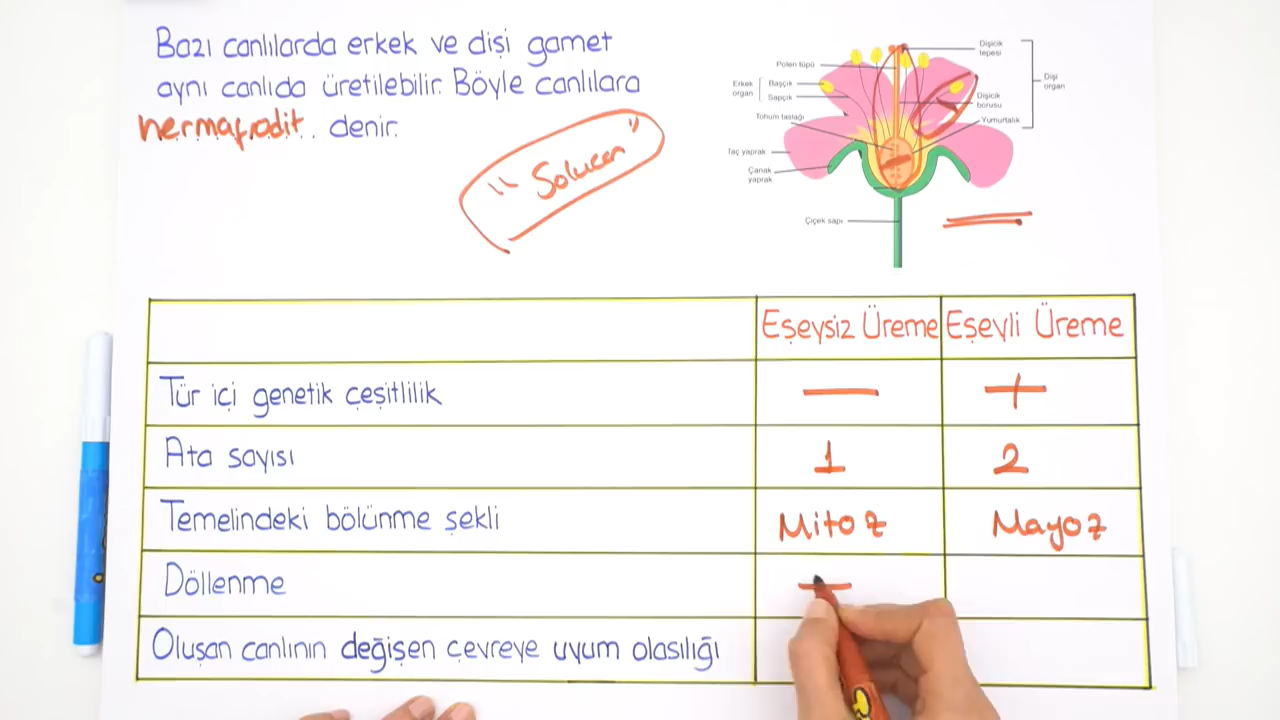 Bazı canlılarda erkek ve dişi gamet
aynı canlıda üretilebilir. Böyle canlılara
hermafrodit.. denir.
"Solucan"
Dişicik tepesi
Polen tüpü
Erkek organ
Başçık
Sapçık
Dişi organ
Dişicik borusu
Tohum taslağı
Yumurtalık
Taç yaprak
Çanak yaprak
Çiçek sapı
Eşeysiz Üreme Eşeyli Üreme
Tür içi genetik çeşitlilik — +
Ata sayısı 1 2
Temelindeki bölünme şekli Mitoz Mayoz
Döllenme —
Oluşan canlının değişen çevreye uyum olasılığı